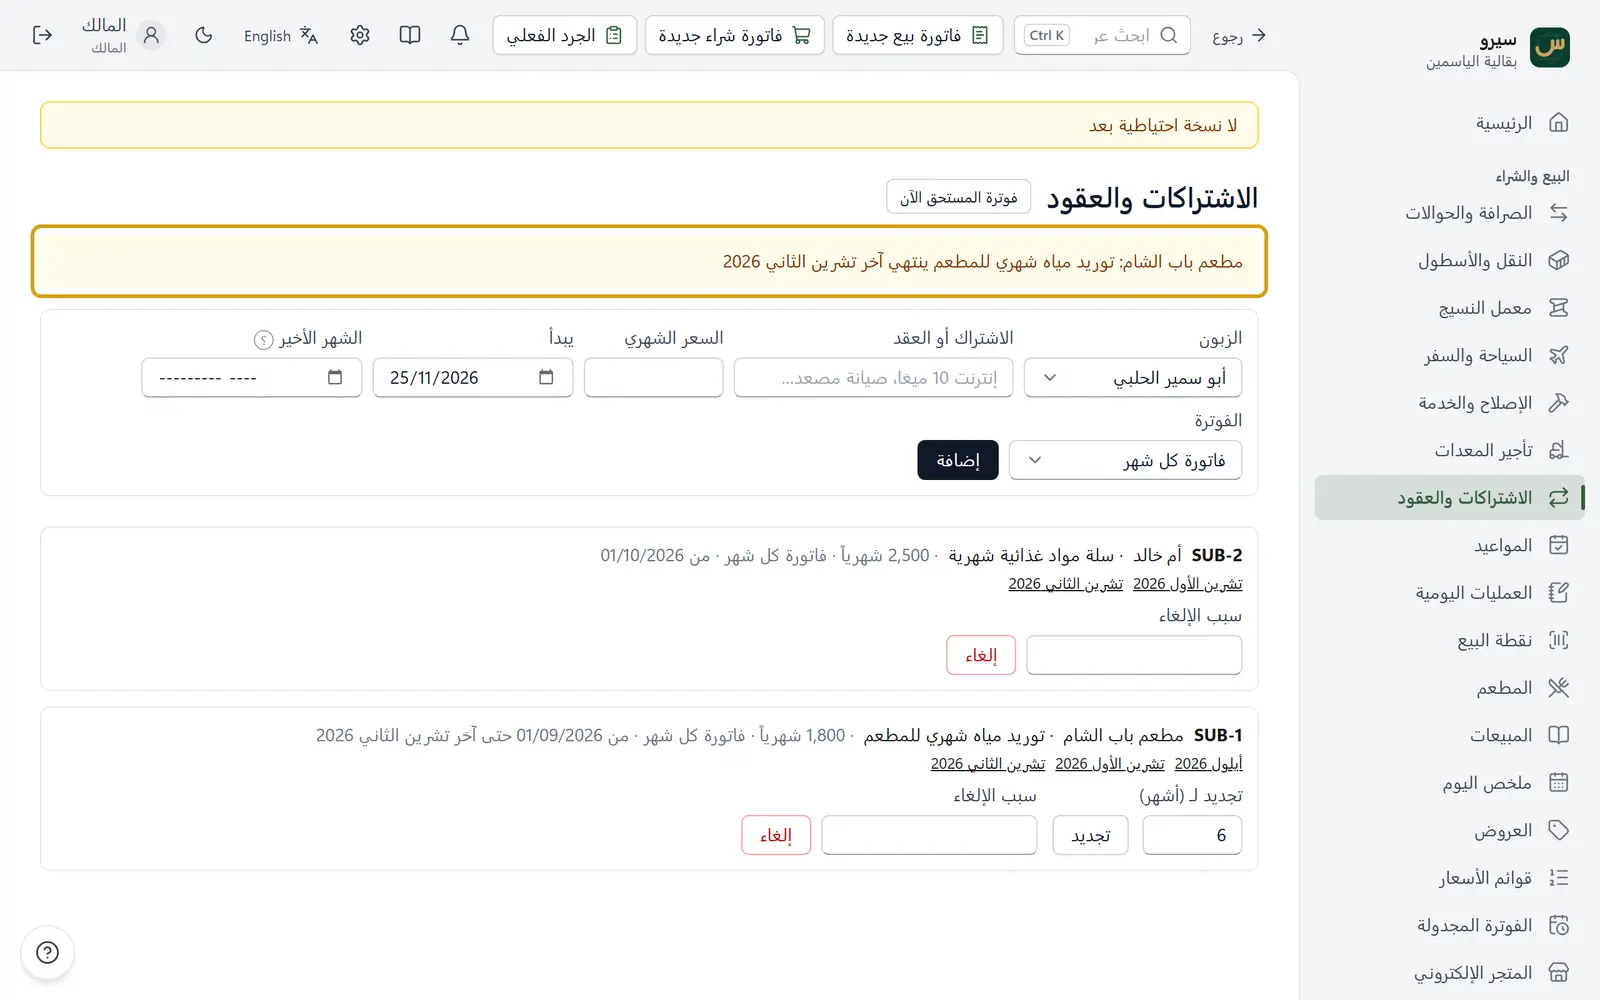 سيرو
بقالية الياسمين
رجوع
ابحث عر
Ctrl K
فاتورة بيع جديدة
فاتورة شراء جديدة
الجرد الفعلي
English
المالك
المالك
الرئيسية
البيع والشراء
الصرافة والحوالات
النقل والأسطول
معمل النسيج
السياحة والسفر
الإصلاح والخدمة
تأجير المعدات
الاشتراكات والعقود
المواعيد
العمليات اليومية
نقطة البيع
المطعم
المبيعات
ملخص اليوم
العروض
قوائم الأسعار
الفوترة المجدولة
المتجر الإلكتروني
لا نسخة احتياطية بعد
الاشتراكات والعقود
فوترة المستحق الآن
مطعم باب الشام: توريد مياه شهري للمطعم ينتهي آخر تشرين الثاني 2026
الزبون
الاشتراك أو العقد
السعر الشهري
يبدأ
الشهر الأخير ؟
أبو سمير الحلبي
إنترنت 10 ميغا، صيانة مصعد...
25/11/2026
--------- ----
الفوترة
فاتورة كل شهر
إضافة
SUB-2 أم خالد · سلة مواد غذائية شهرية · 2,500 شهرياً · فاتورة كل شهر · من 01/10/2026
تشرين الأول 2026 تشرين الثاني 2026
سبب الإلغاء
إلغاء
SUB-1 مطعم باب الشام · توريد مياه شهري للمطعم · 1,800 شهرياً · فاتورة كل شهر · من 01/09/2026 حتى آخر تشرين الثاني 2026
أيلول 2026 تشرين الأول 2026 تشرين الثاني 2026
تجديد لـ (أشهر)
سبب الإلغاء
6
تجديد
إلغاء